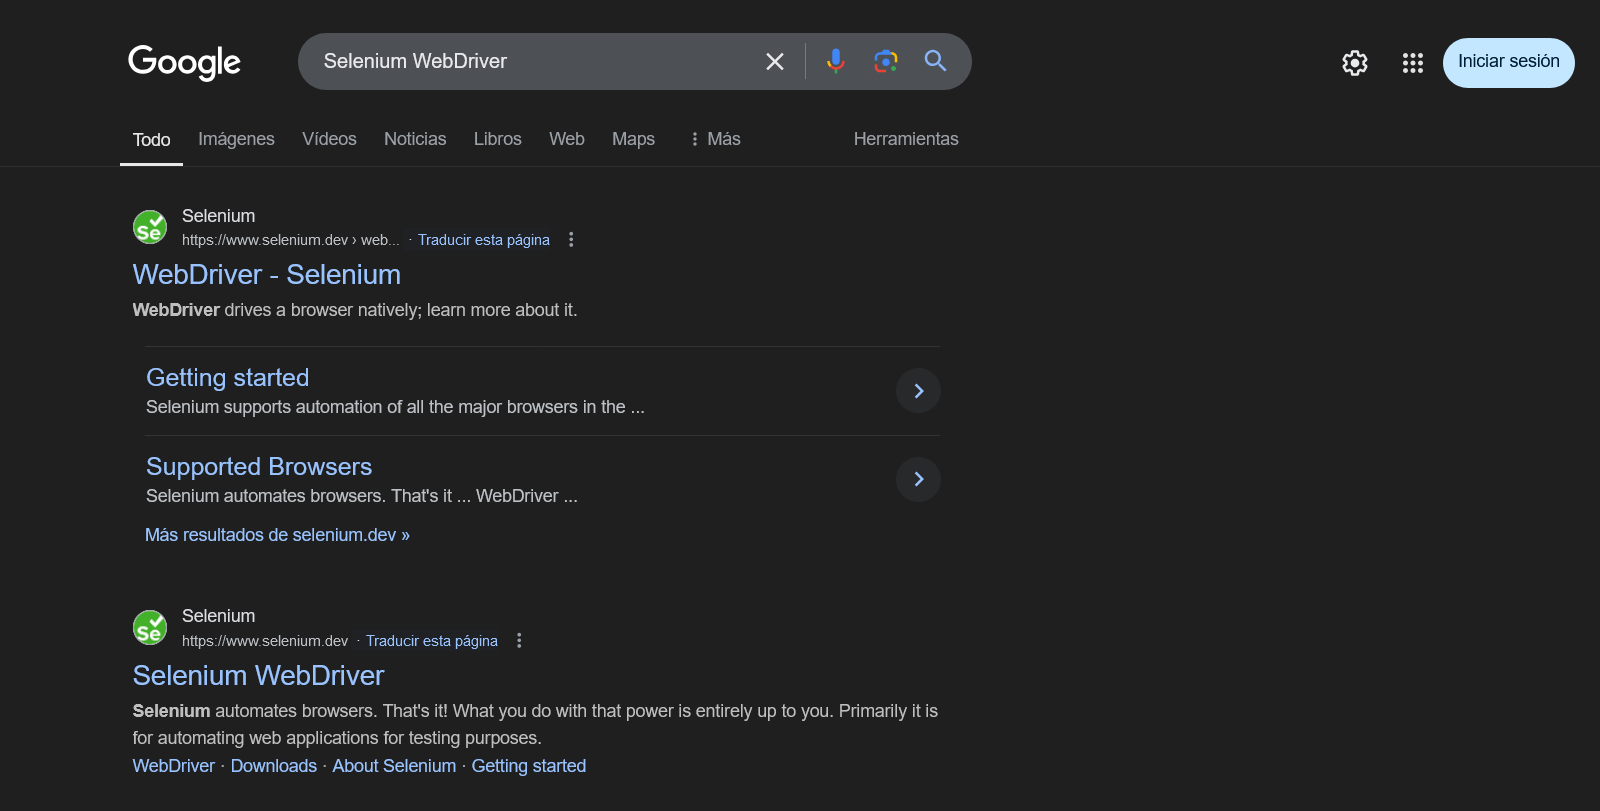 Google
Selenium WebDriver
Iniciar sesión
Todo Imágenes Vídeos Noticias Libros Web Maps Más Herramientas
Se
Selenium
https://www.selenium.dev › web... · Traducir esta página
WebDriver - Selenium
WebDriver drives a browser natively; learn more about it.
Getting started
Selenium supports automation of all the major browsers in the ...
Supported Browsers
Selenium automates browsers. That's it ... WebDriver ...
Más resultados de selenium.dev »
Se
Selenium
https://www.selenium.dev · Traducir esta página
Selenium WebDriver
Selenium automates browsers. That's it! What you do with that power is entirely up to you. Primarily it is
for automating web applications for testing purposes.
WebDriver · Downloads · About Selenium · Getting started